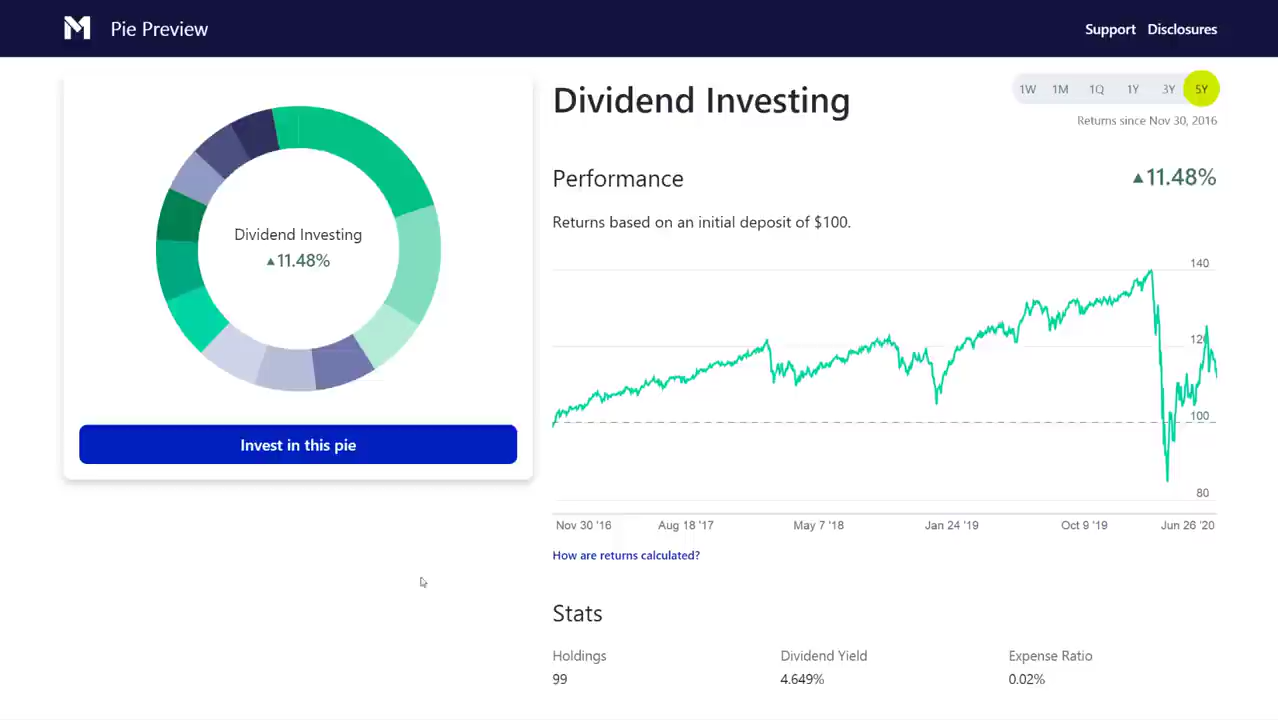 M Pie Preview
Support Disclosures
Dividend Investing
▲11.48%
Invest in this pie
Dividend Investing
1W 1M 1Q 1Y 3Y 5Y
Returns since Nov 30, 2016
Performance
▲11.48%
Returns based on an initial deposit of $100.
140
120
100
80
Nov 30 '16 Aug 18 '17 May 7 '18 Jan 24 '19 Oct 9 '19 Jun 26 '20
How are returns calculated?
Stats
Holdings Dividend Yield Expense Ratio
99 4.649% 0.02%